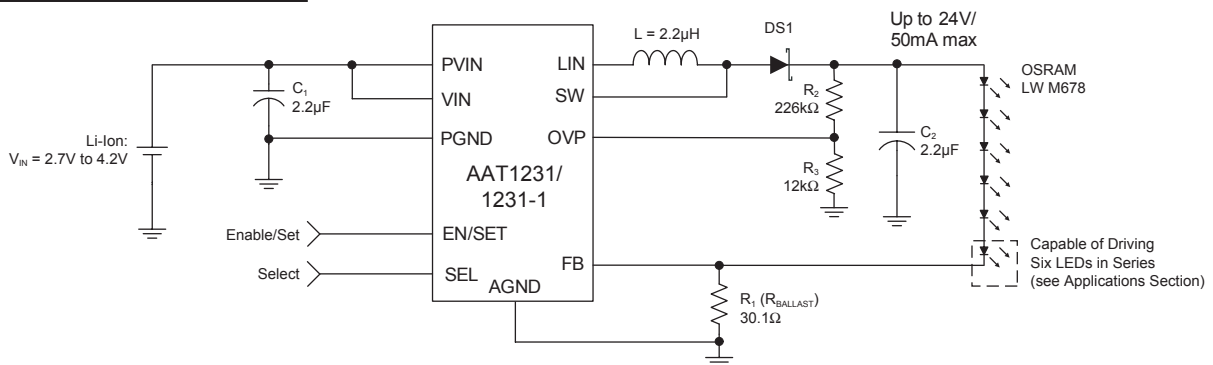 Li-Ion:
V_IN = 2.7V to 4.2V
C₁
2.2µF
PVIN
VIN
PGND
AAT1231/
1231-1
EN/SET
SEL
AGND
LIN
SW
OVP
FB
Enable/Set
Select
L = 2.2µH
DS1
R₂
226kΩ
R₃
12kΩ
C₂
2.2µF
Up to 24V/
50mA max
OSRAM
LW M678
Capable of Driving
Six LEDs in Series
(see Applications Section)
R₁ (R_BALLAST)
30.1Ω